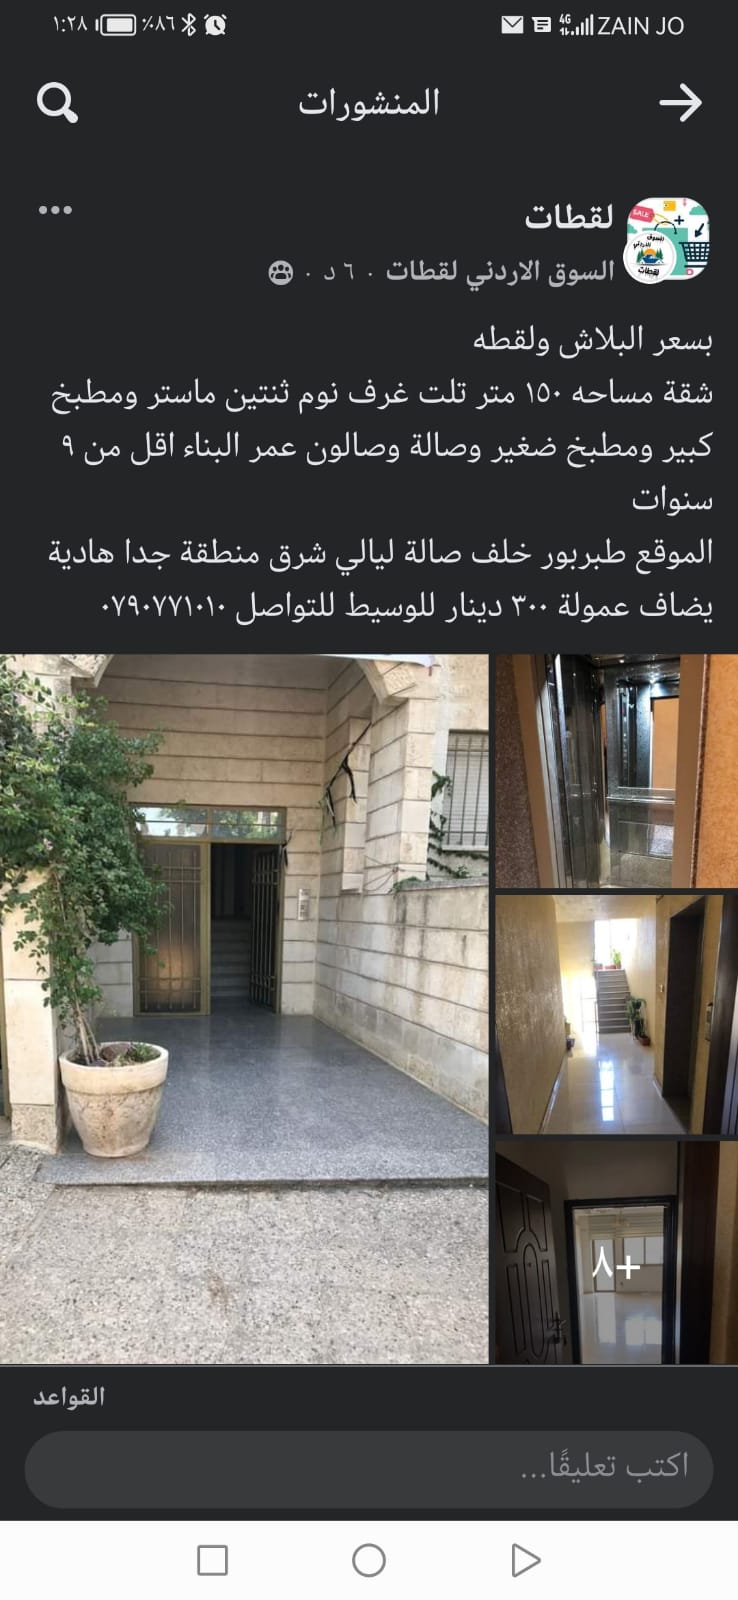 ١:٢٨ ٪٨٦ 4G ZAIN JO
المنشورات
لقطات
السوق الاردني لقطات · ٦ د ·
SALE
السوق الاردني
لقطات
بسعر البلاش ولقطه
شقة مساحه ١٥٠ متر تلت غرف نوم ثنتين ماستر ومطبخ
كبير ومطبخ ضغير وصالة وصالون عمر البناء اقل من ٩
سنوات
الموقع طبربور خلف صالة ليالي شرق منطقة جدا هادية
يضاف عمولة ٣٠٠ دينار للوسيط للتواصل ٠٧٩٠٧٧١٠١٠
+٨
القواعد
اكتب تعليقًا...